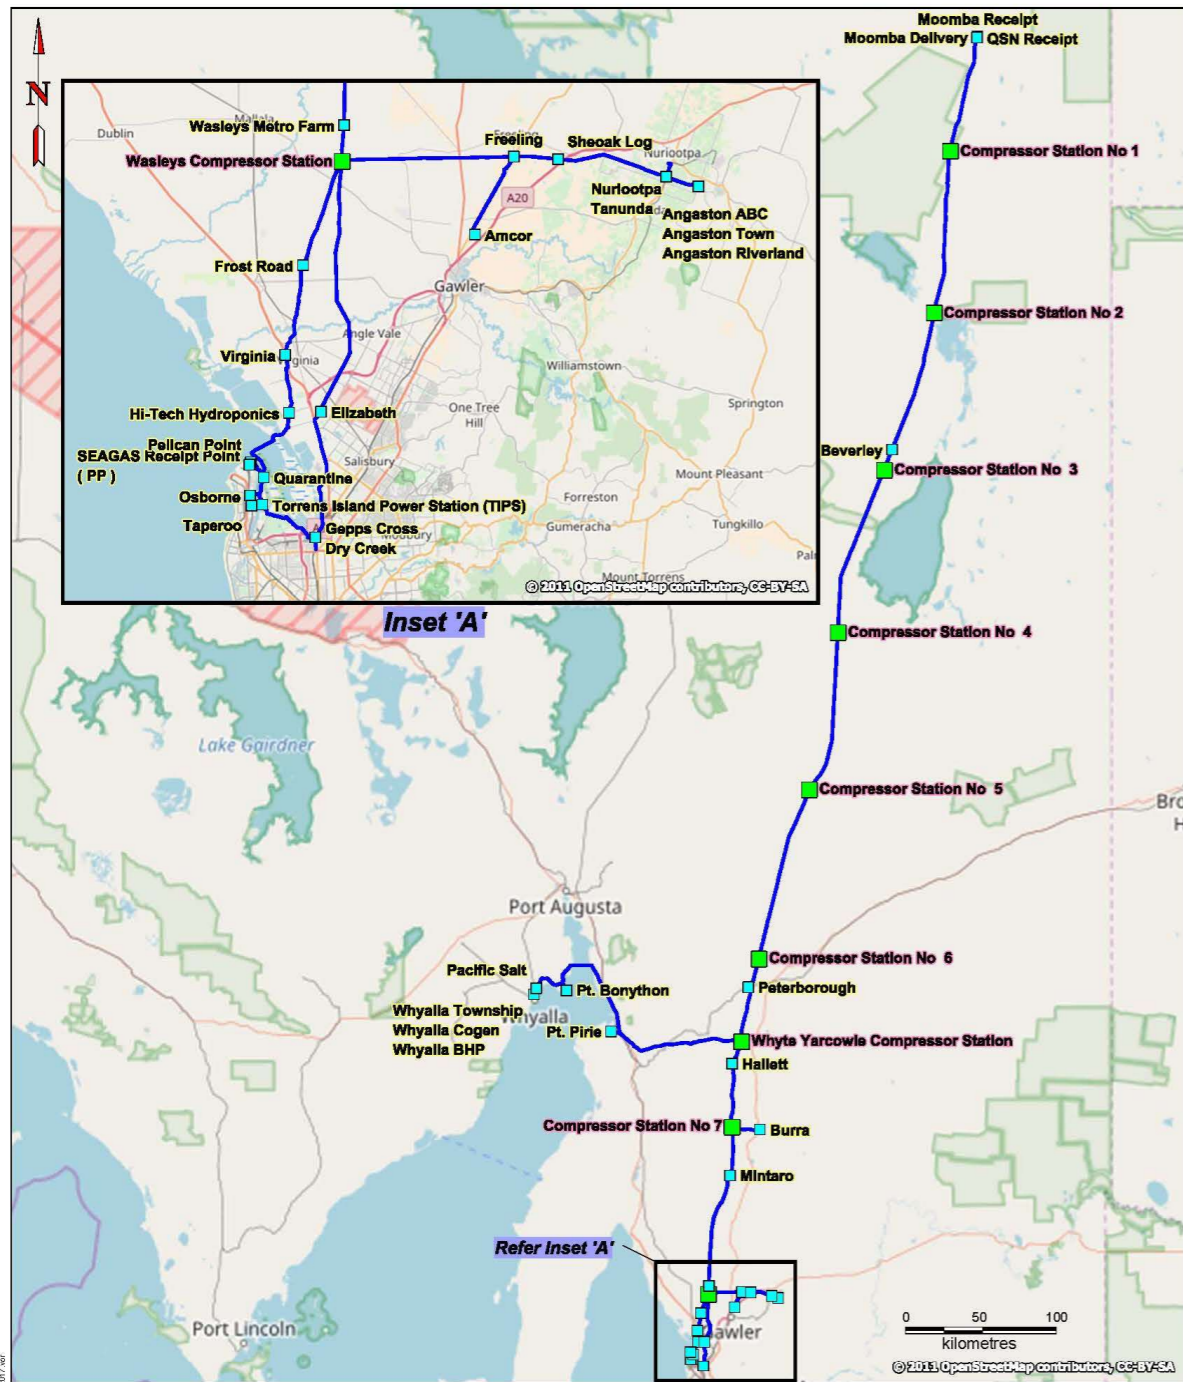 Moomba Receipt
Moomba Delivery
QSN Receipt
N
Compressor Station No 1
Compressor Station No 2
Beverley
Compressor Station No 3
Compressor Station No 4
Compressor Station No 5
Compressor Station No 6
Peterborough
Whyte Yarcowie Compressor Station
Hallett
Compressor Station No 7
Burra
Mintaro
Dublin
Mallala
Wasleys Metro Farm
Wasleys Compressor Station
Freeling
Freeling
Sheoak Log
Nuriootpa
Nuriootpa
Tanunda
Angaston ABC
Angaston Town
Angaston Riverland
A20
Amcor
Frost Road
Gawler
Angle Vale
Virginia
Williamstown
Hi-Tech Hydroponics
Elizabeth
One Tree
Hill
Springton
Pelican Point
SEAGAS Receipt Point
( PP )
Salisbury
Quarantine
Mount Pleasant
Osborne
Torrens Island Power Station (TIPS)
Forreston
Taperoo
Gepps Cross
Dry Creek
Gumeracha
Tungkillo
Mount Torrens
© 2011 OpenStreetMap contributors, CC-BY-SA
Inset 'A'
Lake Gairdner
Port Augusta
Pacific Salt
Pt. Bonython
Whyalla Township
Whyalla
Whyalla Cogen
Whyalla BHP
Pt. Pirie
Refer Inset 'A'
Port Lincoln
Gawler
0 50 100
kilometres
© 2011 OpenStreetMap contributors, CC-BY-SA